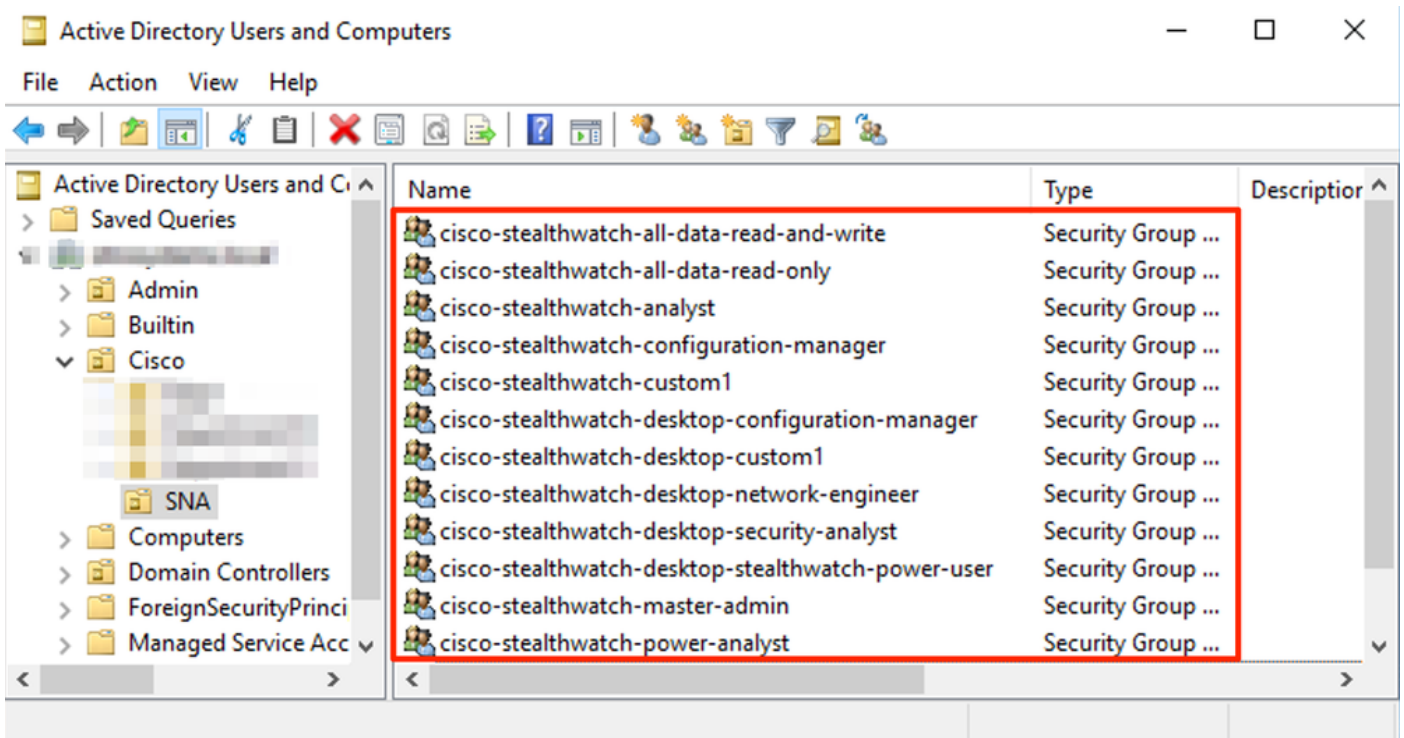 Active Directory Users and Computers
File Action View Help
Active Directory Users and C
Saved Queries
Admin
Builtin
Cisco
SNA
Computers
Domain Controllers
ForeignSecurityPrinci
Managed Service Acc
Name Type Description
cisco-stealthwatch-all-data-read-and-write Security Group ...
cisco-stealthwatch-all-data-read-only Security Group ...
cisco-stealthwatch-analyst Security Group ...
cisco-stealthwatch-configuration-manager Security Group ...
cisco-stealthwatch-custom1 Security Group ...
cisco-stealthwatch-desktop-configuration-manager Security Group ...
cisco-stealthwatch-desktop-custom1 Security Group ...
cisco-stealthwatch-desktop-network-engineer Security Group ...
cisco-stealthwatch-desktop-security-analyst Security Group ...
cisco-stealthwatch-desktop-stealthwatch-power-user Security Group ...
cisco-stealthwatch-master-admin Security Group ...
cisco-stealthwatch-power-analyst Security Group ...